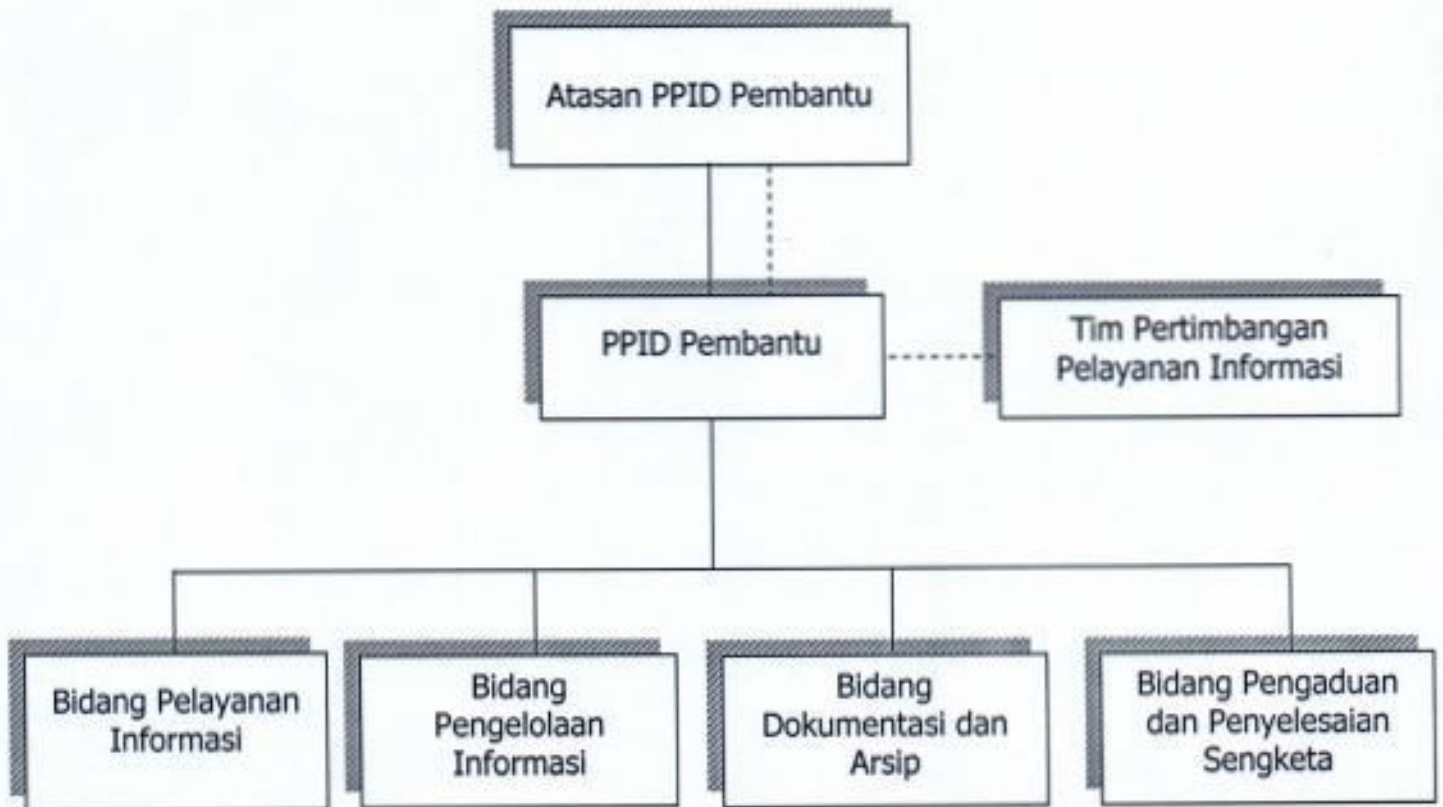 Atasan PPID Pembantu
PPID Pembantu
Tim Pertimbangan
Pelayanan Informasi
Bidang Pelayanan
Informasi
Bidang
Pengelolaan
Informasi
Bidang
Dokumentasi dan
Arsip
Bidang Pengaduan
dan Penyelesaian
Sengketa